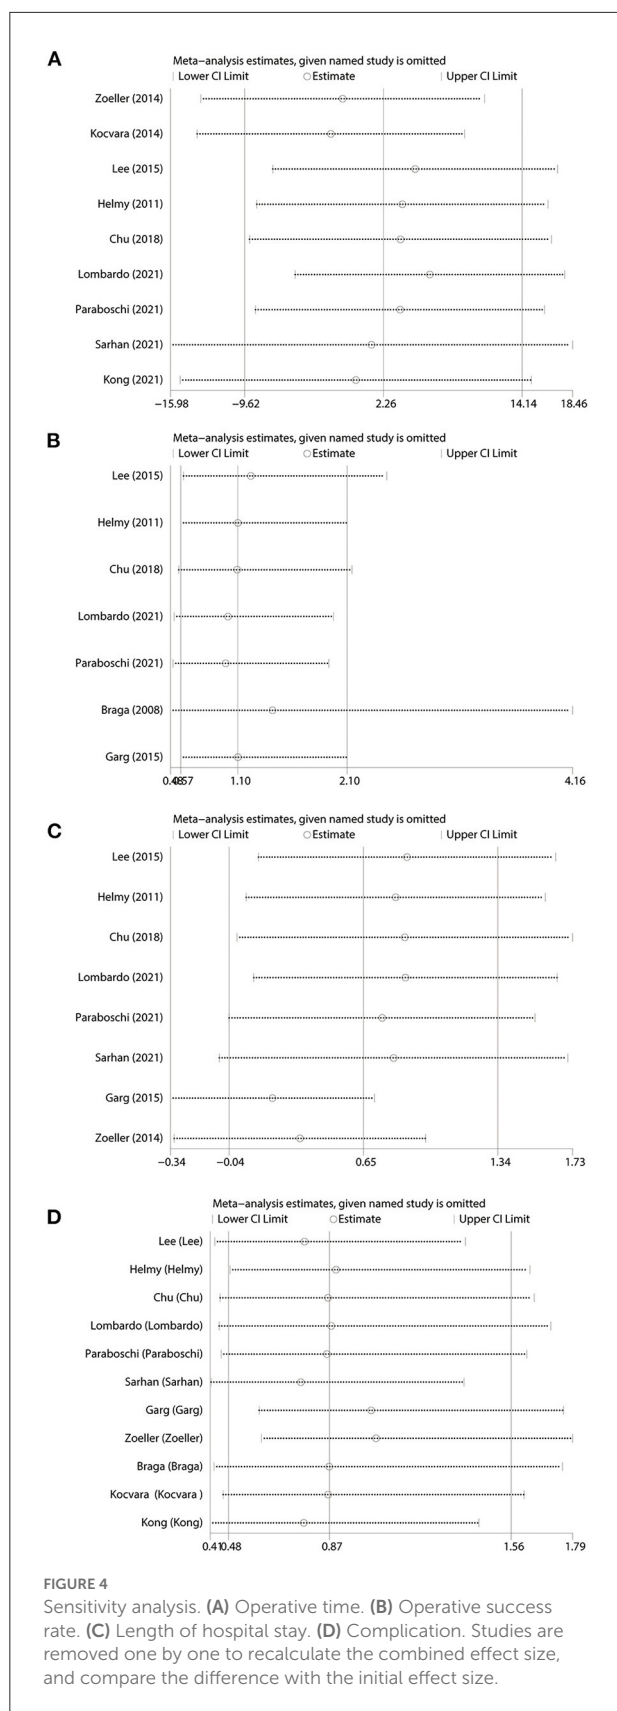 A
Meta−analysis estimates, given named study is omitted
Lower CI Limit Estimate Upper CI Limit
Zoeller (2014)
Kocvara (2014)
Lee (2015)
Helmy (2011)
Chu (2018)
Lombardo (2021)
Paraboschi (2021)
Sarhan (2021)
Kong (2021)
−15.98 −9.62 2.26 14.14 18.46
B
Meta−analysis estimates, given named study is omitted
Lower CI Limit Estimate Upper CI Limit
Lee (2015)
Helmy (2011)
Chu (2018)
Lombardo (2021)
Paraboschi (2021)
Braga (2008)
Garg (2015)
0.48 0.57 1.10 2.10 4.16
C
Meta−analysis estimates, given named study is omitted
Lower CI Limit Estimate Upper CI Limit
Lee (2015)
Helmy (2011)
Chu (2018)
Lombardo (2021)
Paraboschi (2021)
Sarhan (2021)
Garg (2015)
Zoeller (2014)
−0.34 −0.04 0.65 1.34 1.73
D
Meta−analysis estimates, given named study is omitted
Lower CI Limit Estimate Upper CI Limit
Lee (Lee)
Helmy (Helmy)
Chu (Chu)
Lombardo (Lombardo)
Paraboschi (Paraboschi)
Sarhan (Sarhan)
Garg (Garg)
Zoeller (Zoeller)
Braga (Braga)
Kocvara (Kocvara )
Kong (Kong)
0.41 0.48 0.87 1.56 1.79
FIGURE 4
Sensitivity analysis. (A) Operative time. (B) Operative success
rate. (C) Length of hospital stay. (D) Complication. Studies are
removed one by one to recalculate the combined effect size,
and compare the difference with the initial effect size.